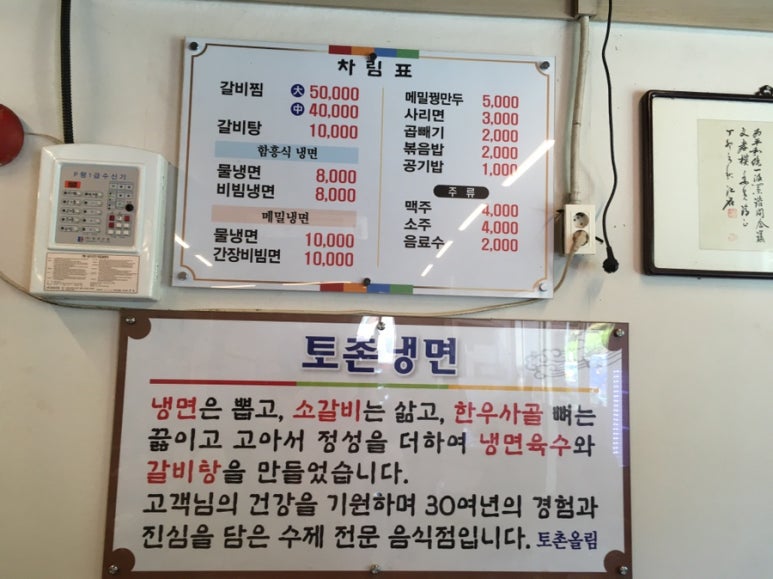 차림표
갈비찜 大 50,000
中 40,000
갈비탕 10,000
함흥식 냉면
물냉면 8,000
비빔냉면 8,000
메밀냉면
물냉면 10,000
간장비빔면 10,000
메밀꿩만두 5,000
사리면 3,000
곱빼기 2,000
볶음밥 2,000
공기밥 1,000
주 류
맥주 4,000
소주 4,000
음료수 2,000
P형1급수신기
토촌냉면
냉면은 뽑고, 소갈비는 삶고, 한우사골 뼈는
끓이고 고아서 정성을 더하여 냉면육수와
갈비탕을 만들었습니다.
고객님의 건강을 기원하며 30여년의 경험과
진심을 담은 수제 전문 음식점입니다. 토촌올림